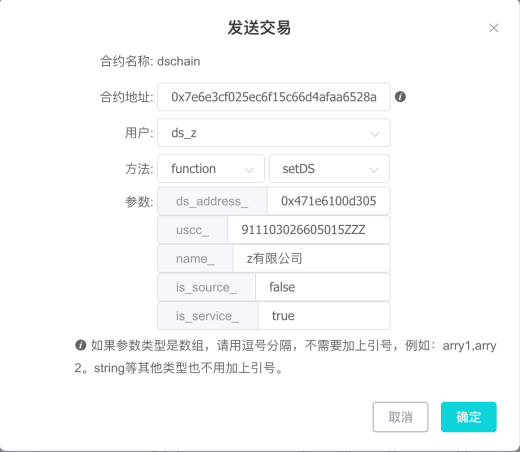 发送交易
合约名称: dschain
合约地址: 0x7e6e3cf025ec6f15c66d4afaa6528a
用户: ds_z
方法: function setDS
参数: ds_address_ 0x471e6100d305
uscc_ 911103026605015ZZZ
name_ z有限公司
is_source_ false
is_service_ true
如果参数类型是数组，请用逗号分隔，不需要加上引号，例如：arry1,arry
2。string等其他类型也不用加上引号。
取消 确定